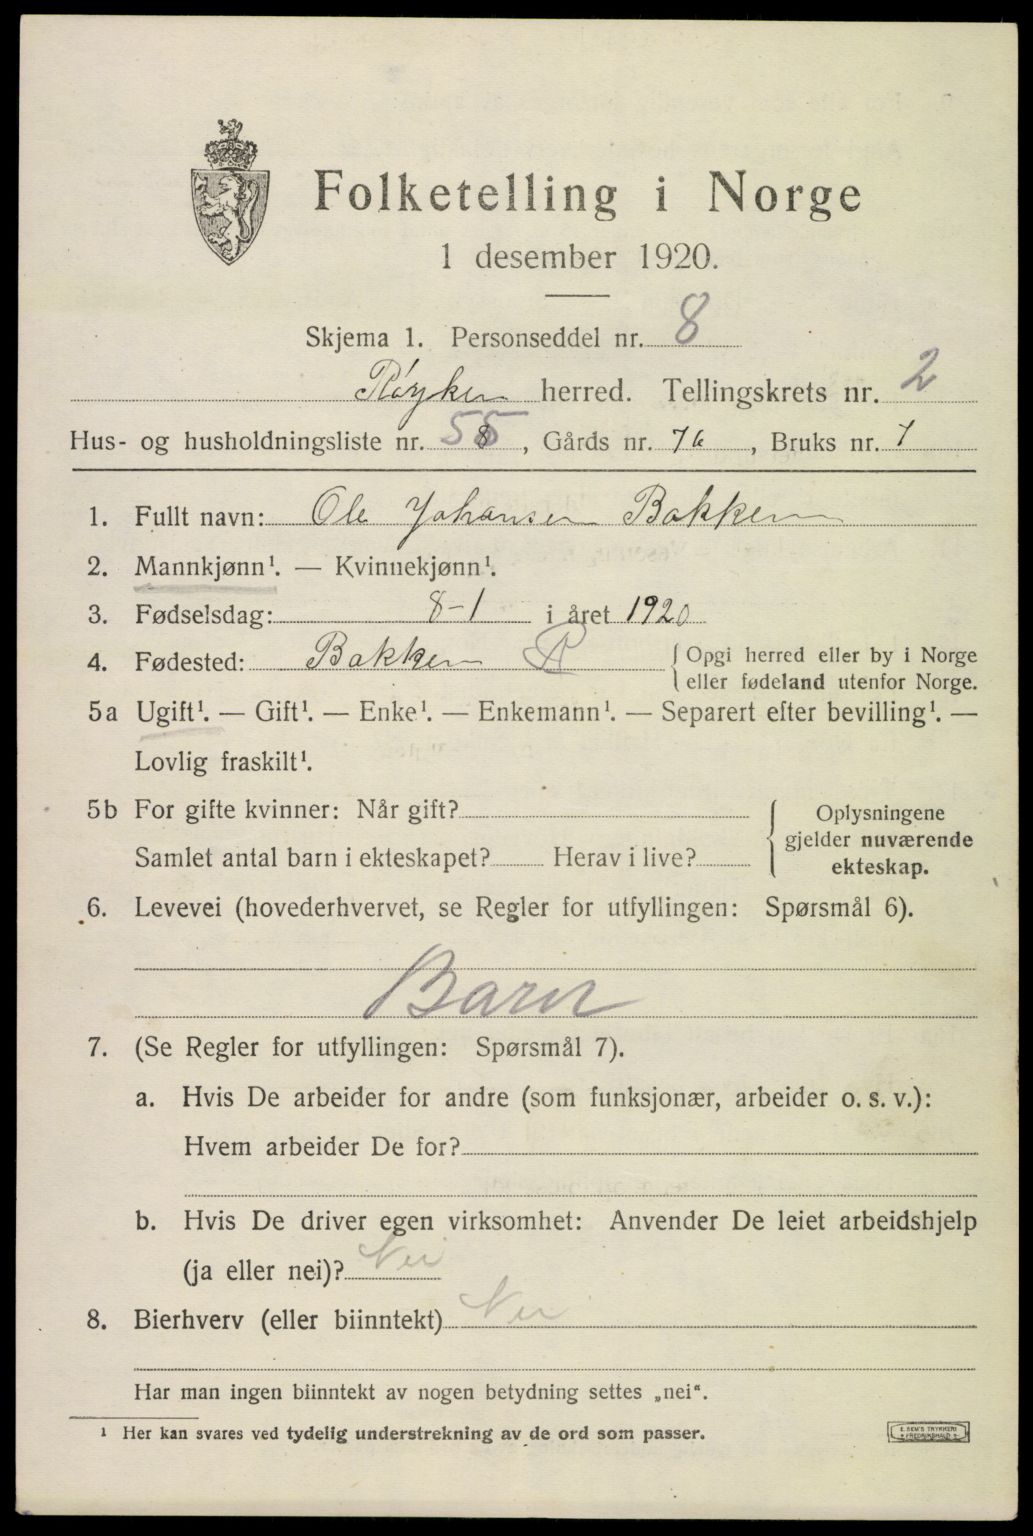 Folketelling i Norge
1 desember 1920.
Skjema 1. Personseddel nr. 8
Røyken herred. Tellingskrets nr. 2
Hus- og husholdningsliste nr. 55 8, Gårds nr. 76, Bruks nr. 1
1. Fullt navn: Ole Johansen Bakken
2. Mannkjønn¹. — Kvinnekjønn¹.
3. Fødselsdag: 8-1 i året 1920
4. Fødested: Bakken R { Opgi herred eller by i Norge
eller fødeland utenfor Norge.
5a Ugift¹. — Gift¹. — Enke¹. — Enkemann¹. — Separert efter bevilling¹. —
Lovlig fraskilt¹.
5b For gifte kvinner: Når gift?
Samlet antal barn i ekteskapet? Herav i live?
Oplysningene
gjelder nuværende
ekteskap.
6. Levevei (hovederhvervet, se Regler for utfyllingen: Spørsmål 6).
Barn
7. (Se Regler for utfyllingen: Spørsmål 7).
a. Hvis De arbeider for andre (som funksjonær, arbeider o. s. v.):
Hvem arbeider De for?
b. Hvis De driver egen virksomhet: Anvender De leiet arbeidshjelp
(ja eller nei)? Nei
8. Bierhverv (eller biinntekt) Nei
Har man ingen biinntekt av nogen betydning settes „nei“.
¹ Her kan svares ved tydelig understrekning av de ord som passer.
E. SEM'S TRYKKERI
FREDRIKSHALD